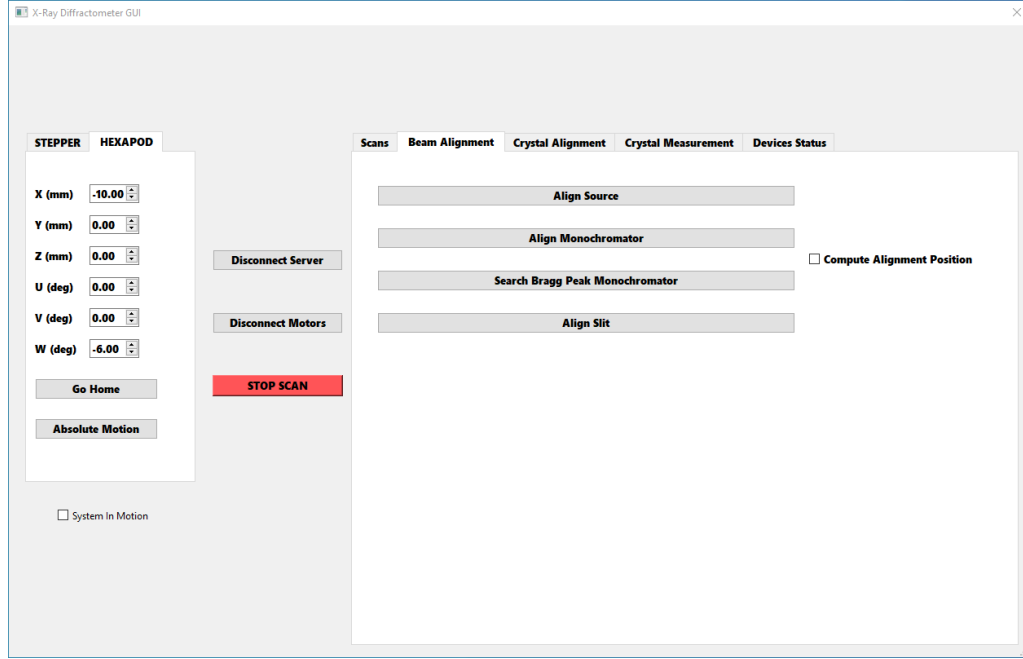 X-Ray Diffractometer GUI
STEPPER HEXAPOD
X (mm) -10.00
Y (mm) 0.00
Z (mm) 0.00
U (deg) 0.00
V (deg) 0.00
W (deg) -6.00
Go Home
Absolute Motion
System In Motion
Disconnect Server
Disconnect Motors
STOP SCAN
Scans Beam Alignment Crystal Alignment Crystal Measurement Devices Status
Align Source
Align Monochromator
Search Bragg Peak Monochromator
Align Slit
Compute Alignment Position